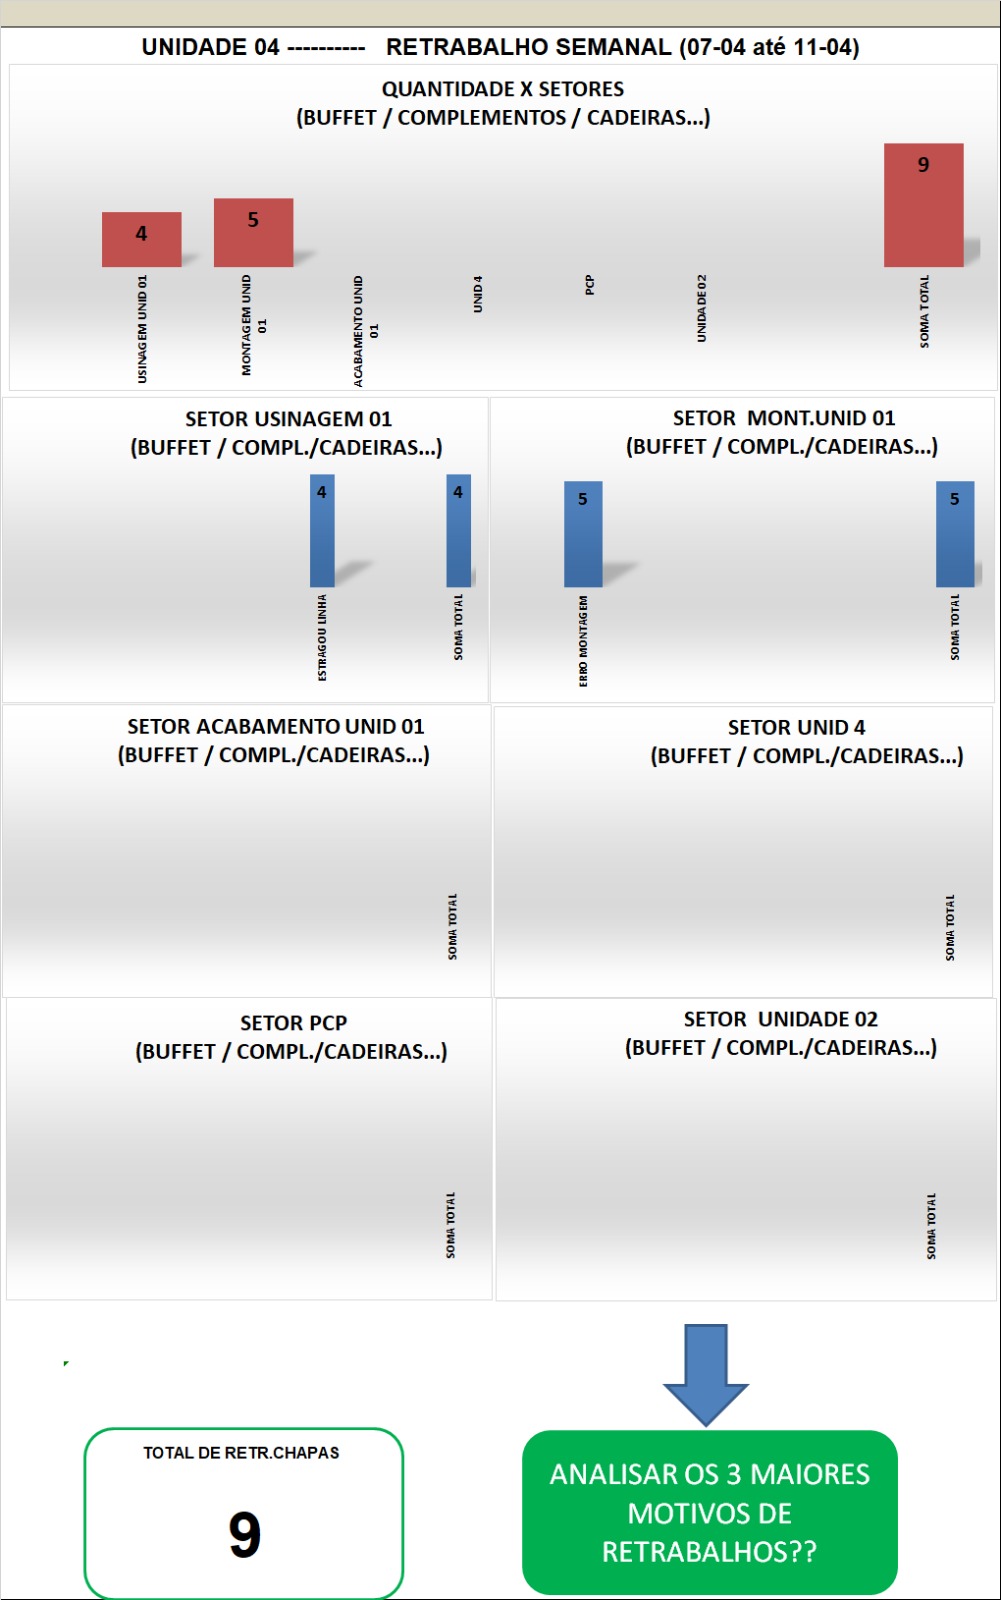 UNIDADE 04 ---------- RETRABALHO SEMANAL (07-04 até 11-04)
QUANTIDADE X SETORES
(BUFFET / COMPLEMENTOS / CADEIRAS...)
4
5
9
USINAGEM UNID 01
MONTAGEM UNID
01
ACABAMENTO UNID
01
UNID 4
PCP
UNIDADE 02
SOMA TOTAL
SETOR USINAGEM 01
(BUFFET / COMPL./CADEIRAS...)
4
4
ESTRAGOU LINHA
SOMA TOTAL
SETOR MONT.UNID 01
(BUFFET / COMPL./CADEIRAS...)
5
5
ERRO MONTAGEM
SOMA TOTAL
SETOR ACABAMENTO UNID 01
(BUFFET / COMPL./CADEIRAS...)
SOMA TOTAL
SETOR UNID 4
(BUFFET / COMPL./CADEIRAS...)
SOMA TOTAL
SETOR PCP
(BUFFET / COMPL./CADEIRAS...)
SOMA TOTAL
SETOR UNIDADE 02
(BUFFET / COMPL./CADEIRAS...)
SOMA TOTAL
TOTAL DE RETR.CHAPAS
9
ANALISAR OS 3 MAIORES
MOTIVOS DE
RETRABALHOS??